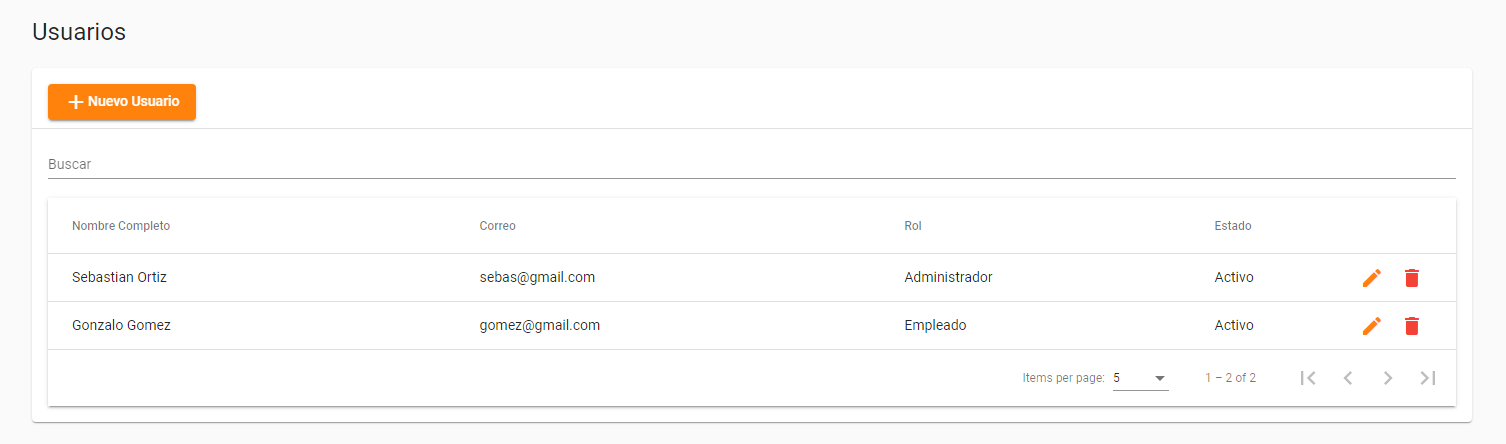 Usuarios
Nuevo Usuario
Buscar
Nombre Completo Correo Rol Estado
Sebastian Ortiz sebas@gmail.com Administrador Activo
Gonzalo Gomez gomez@gmail.com Empleado Activo
Items per page: 5 1 – 2 of 2